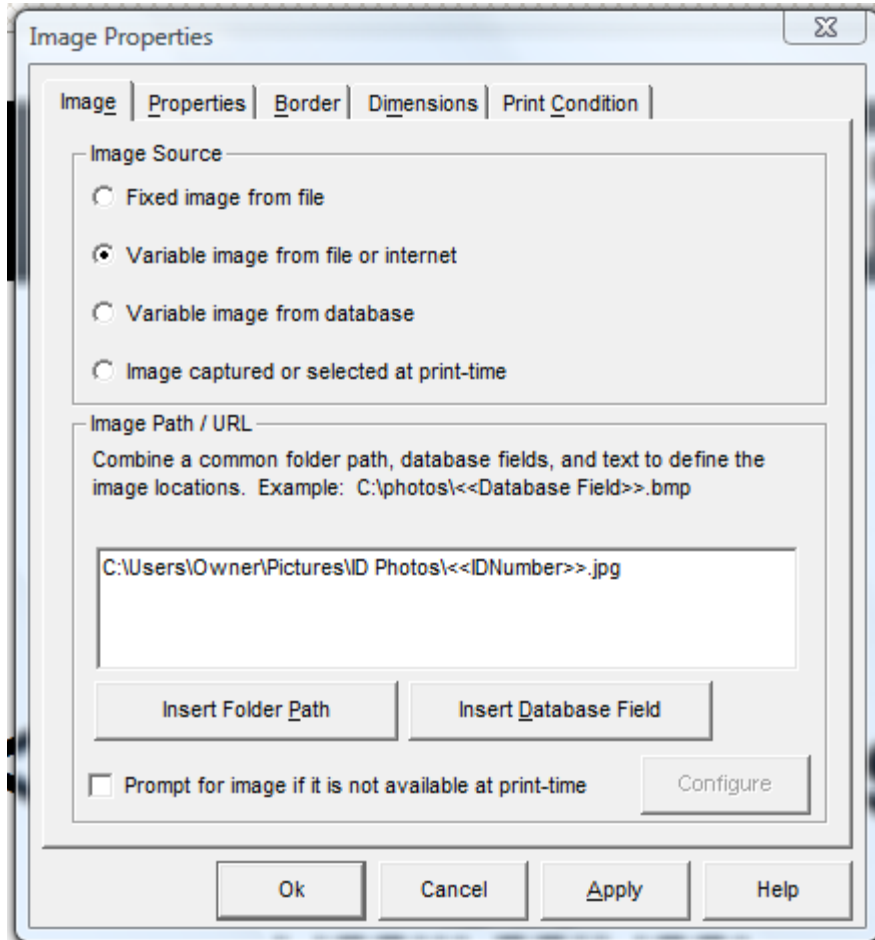 Image Properties
Image Properties Border Dimensions Print Condition
Image Source
Fixed image from file
Variable image from file or internet
Variable image from database
Image captured or selected at print-time
Image Path / URL
Combine a common folder path, database fields, and text to define the
image locations.  Example:  C:\photos\<<Database Field>>.bmp
C:\Users\Owner\Pictures\ID Photos\<<IDNumber>>.jpg
Insert Folder Path Insert Database Field
Prompt for image if it is not available at print-time Configure
Ok Cancel Apply Help